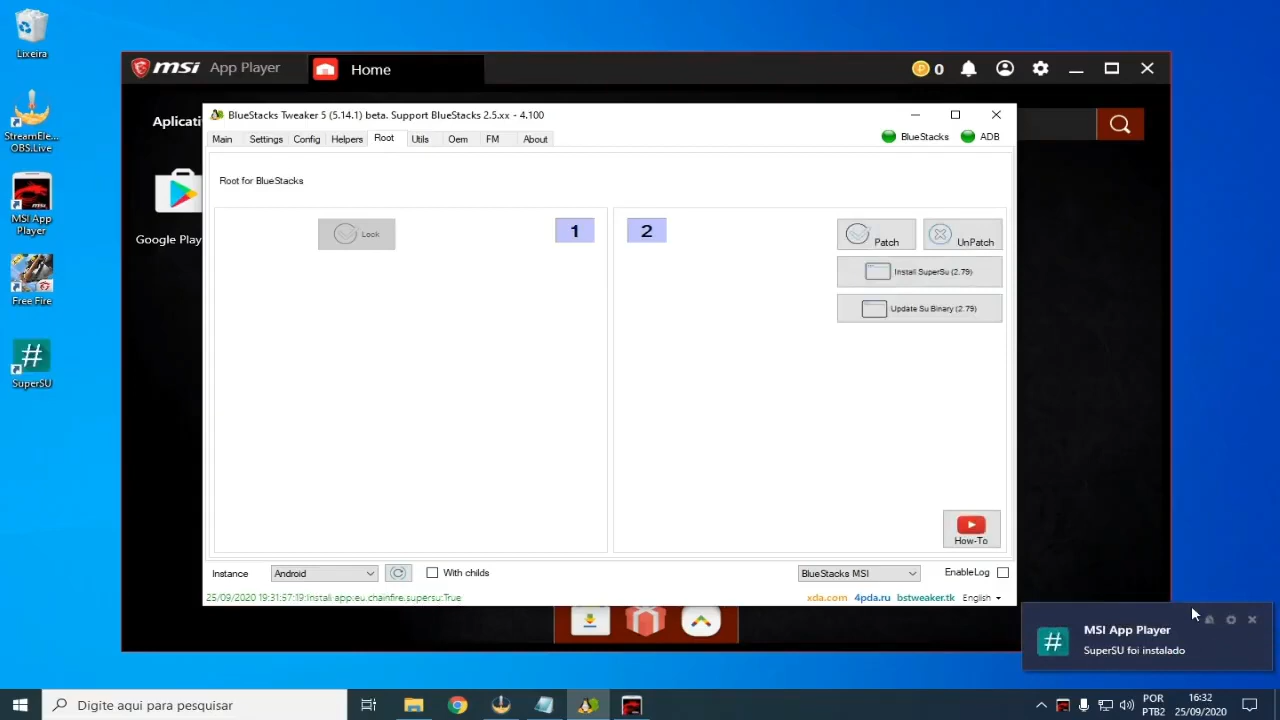 Lixeira
StreamEle...
OBS.Live
MSI App
Player
Free Fire
#
SuperSU
msi App Player
Home
0
Aplicati
Google Play
BlueStacks Tweaker 5 (5.14.1) beta. Support BlueStacks 2.5.xx - 4.100
Main Settings Config Helpers Root Utils Oem FM About
BlueStacks ADB
Root for BlueStacks
Lock
1
2
Patch
UnPatch
Install SuperSu (2.79)
Update Su Binary (2.79)
How-To
Instance
Android
With childs
BlueStacks MSI
EnableLog
25/09/2020 19:31:57:19:Install app:eu.chainfire.supersu:True
xda.com 4pda.ru bstweaker.tk English
#
MSI App Player
SuperSU foi instalado
Digite aqui para pesquisar
POR
PTB2
16:32
25/09/2020